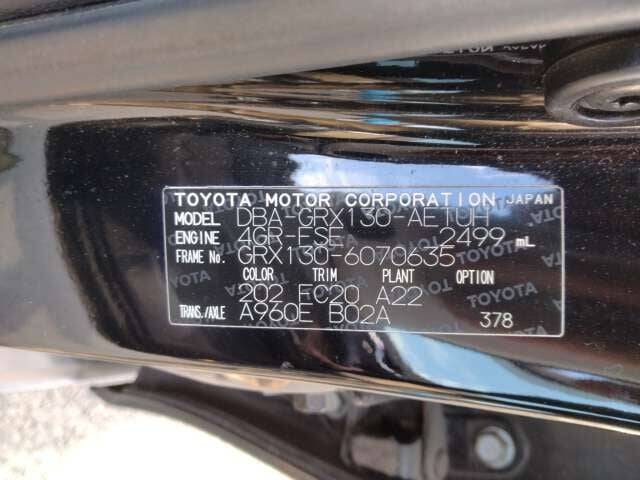 TOYOTA MOTOR CORPORATION JAPAN
MODEL DBA-GRX130-AETUH
ENGINE 4GR-FSE 2499 mL
FRAME No. GRX130-6070635
COLOR TRIM PLANT OPTION
202 FC20 A22
TRANS./AXLE A960E B02A 378
TOYOTA